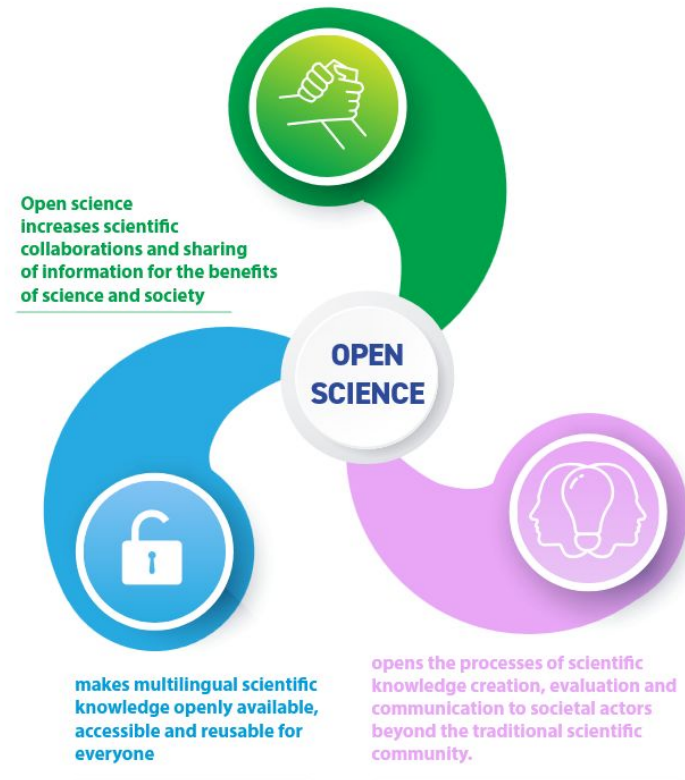 Open science
increases scientific
collaborations and sharing
of information for the benefits
of science and society
OPEN
SCIENCE
makes multilingual scientific
knowledge openly available,
accessible and reusable for
everyone
opens the processes of scientific
knowledge creation, evaluation and
communication to societal actors
beyond the traditional scientific
community.